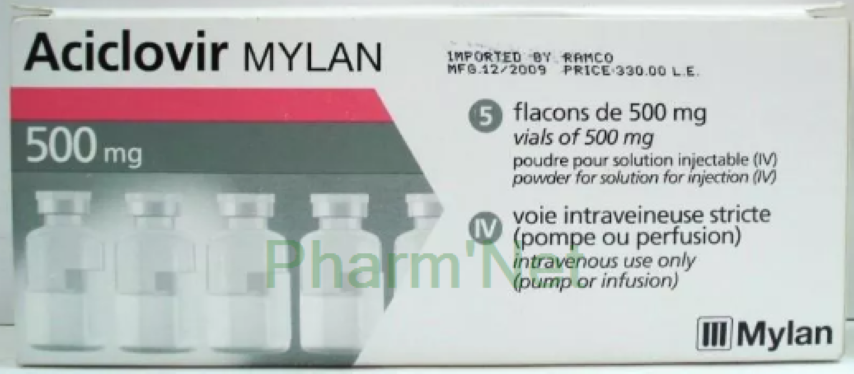 Aciclovir MYLAN
IMPORTED BY RAMCO
MFG.12/2009 PRICE:330.00 L.E.
500 mg
5 flacons de 500 mg
vials of 500 mg
poudre pour solution injectable (IV)
powder for solution for injection (IV)
IV voie intraveineuse stricte
(pompe ou perfusion)
intravenous use only
(pump or infusion)
Pharm'Net
Mylan